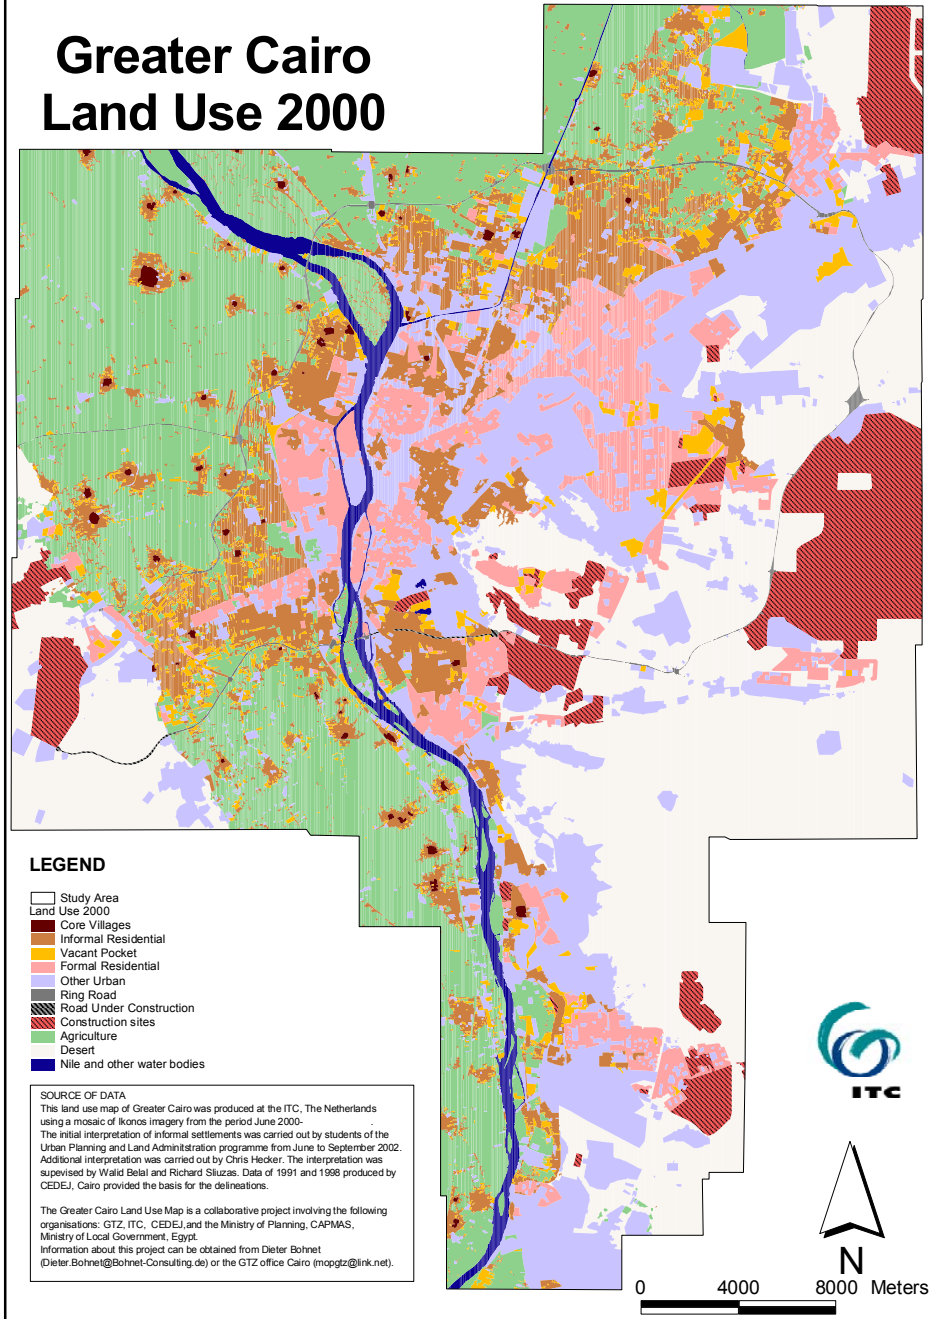 Greater Cairo
Land Use 2000
LEGEND
Study Area
Land Use 2000
Core Villages
Informal Residential
Vacant Pocket
Formal Residential
Other Urban
Ring Road
Road Under Construction
Construction sites
Agriculture
Desert
Nile and other water bodies
SOURCE OF DATA
This land use map of Greater Cairo was produced at the ITC, The Netherlands
using a mosaic of Ikonos imagery from the period June 2000- .
The initial interpretation of informal settlements was carried out by students of the
Urban Planning and Land Adminitstration programme from June to September 2002.
Additional interpretation was carried out by Chris Hecker. The interpretation was
supevised by Walid Belal and Richard Sliuzas. Data of 1991 and 1998 produced by
CEDEJ, Cairo provided the basis for the delineations.
The Greater Cairo Land Use Map is a collaborative project involving the following
organisations: GTZ, ITC, CEDEJ,and the Ministry of Planning, CAPMAS,
Ministry of Local Government, Egypt.
Information about this project can be obtained from Dieter Bohnet
(Dieter.Bohnet@Bohnet-Consulting.de) or the GTZ office Cairo (mopgtz@link.net).
ITC
N
0 4000 8000 Meters